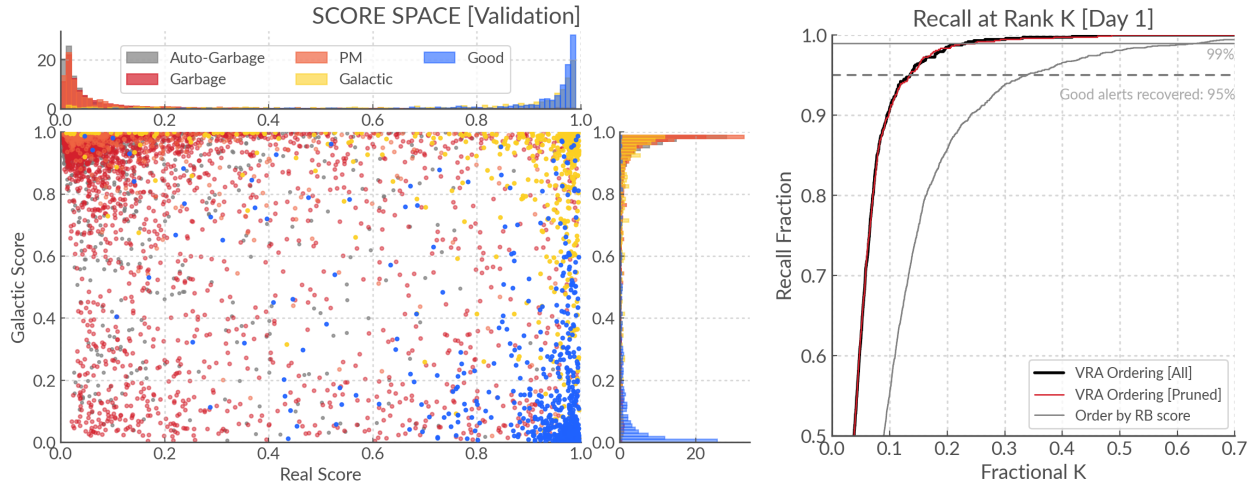 SCORE SPACE [Validation]
20
0
Auto-Garbage
Garbage
PM
Galactic
Good
0.0 0.2 0.4 0.6 0.8 1.0
Galactic Score
1.0
0.8
0.6
0.4
0.2
0.0
0.0 0.2 0.4 0.6 0.8 1.0
Real Score
1.0
0.8
0.6
0.4
0.2
0.0
0 20
Recall at Rank K [Day 1]
Recall Fraction
1.0
0.9
0.8
0.7
0.6
0.5
99%
Good alerts recovered: 95%
VRA Ordering [All]
VRA Ordering [Pruned]
Order by RB score
0.0 0.1 0.2 0.3 0.4 0.5 0.6 0.7
Fractional K